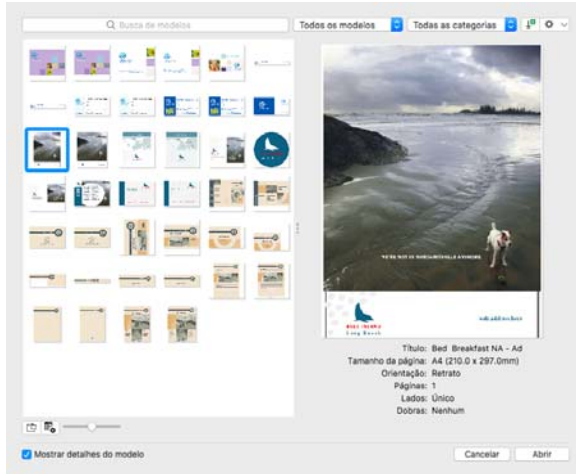 Busca de modelos
Todos os modelos
Todas as categorias
Título: Bed Breakfast NA - Ad
Tamanho da página: A4 (210.0 x 297.0mm)
Orientação: Retrato
Páginas: 1
Lados: Único
Dobras: Nenhum
Mostrar detalhes do modelo
Cancelar
Abrir